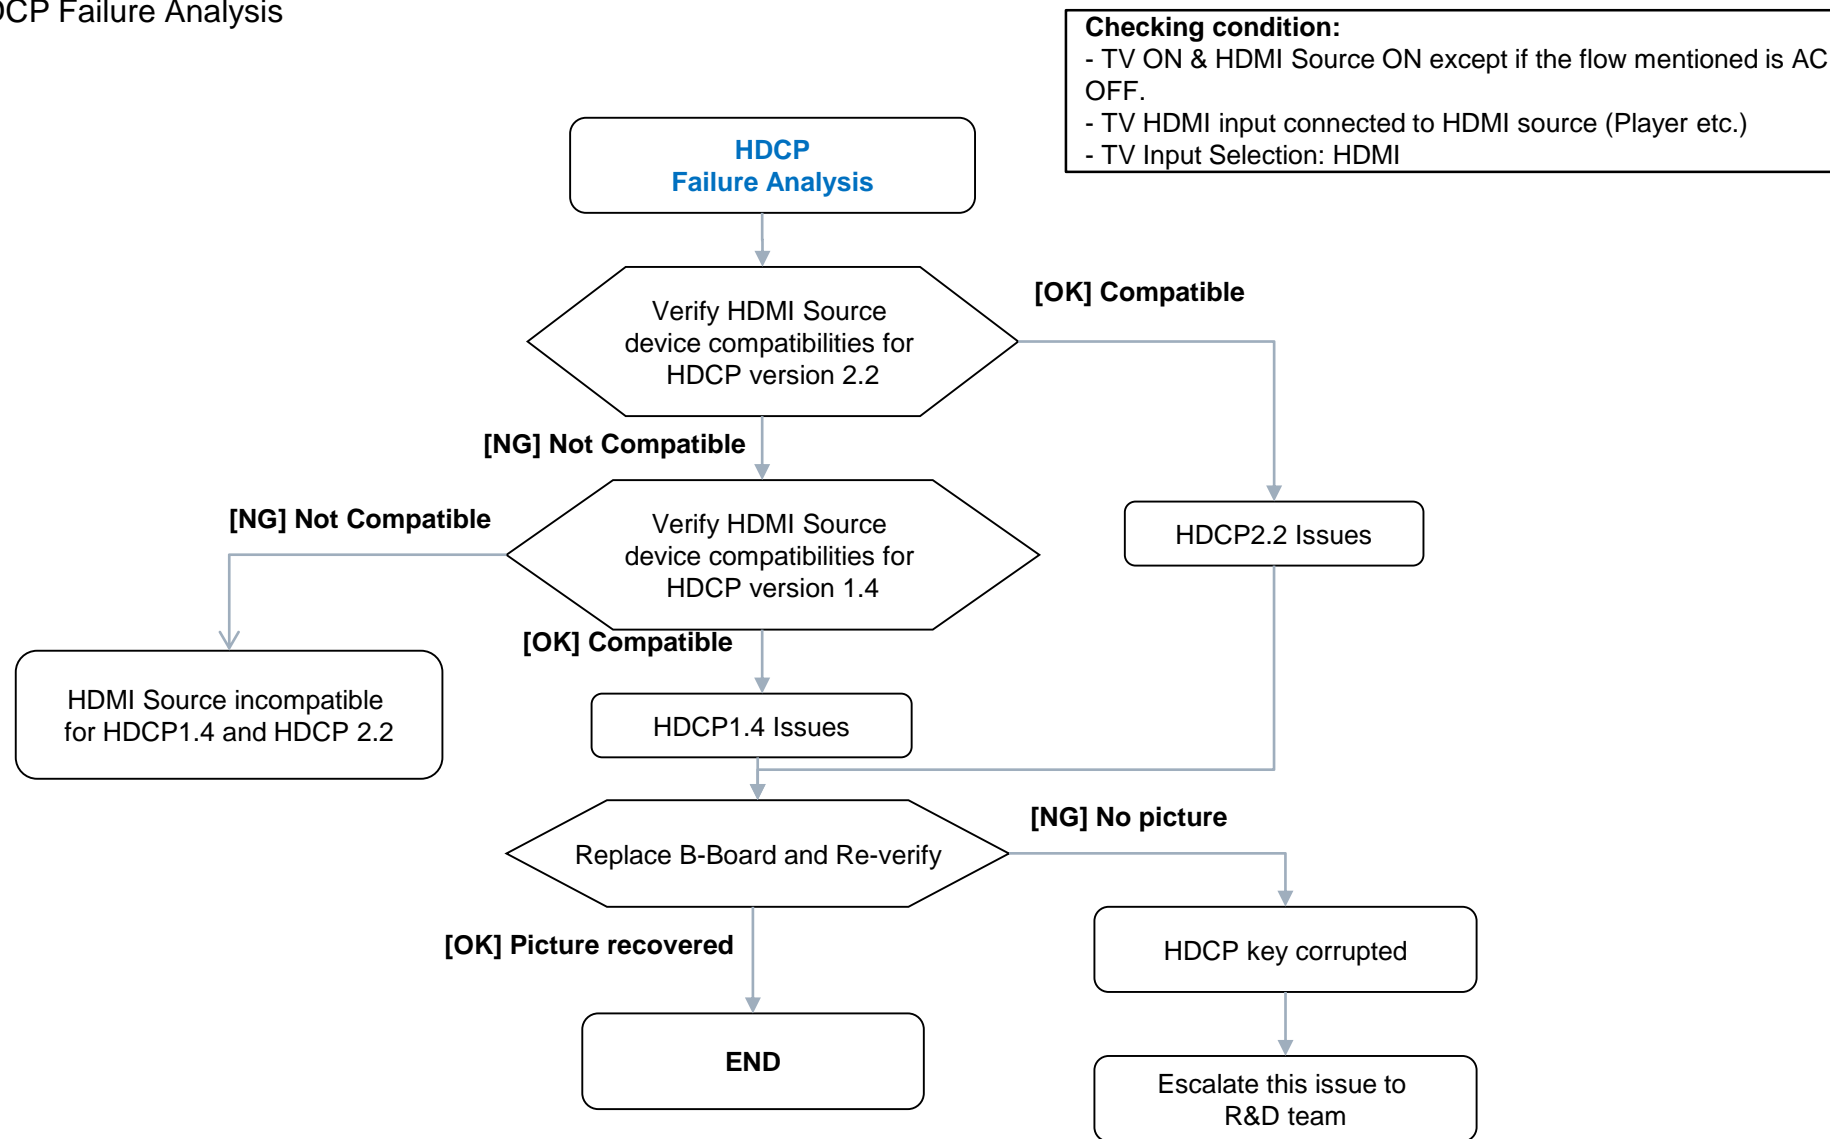 CP Failure Analysis
Checking condition:
- TV ON & HDMI Source ON except if the flow mentioned is AC
OFF.
- TV HDMI input connected to HDMI source (Player etc.)
- TV Input Selection: HDMI
HDCP
Failure Analysis
Verify HDMI Source
device compatibilities for
HDCP version 2.2
[OK] Compatible
[NG] Not Compatible
[NG] Not Compatible
Verify HDMI Source
device compatibilities for
HDCP version 1.4
HDCP2.2 Issues
[OK] Compatible
HDMI Source incompatible
for HDCP1.4 and HDCP 2.2
HDCP1.4 Issues
[NG] No picture
Replace B-Board and Re-verify
[OK] Picture recovered
HDCP key corrupted
END
Escalate this issue to
R&D team